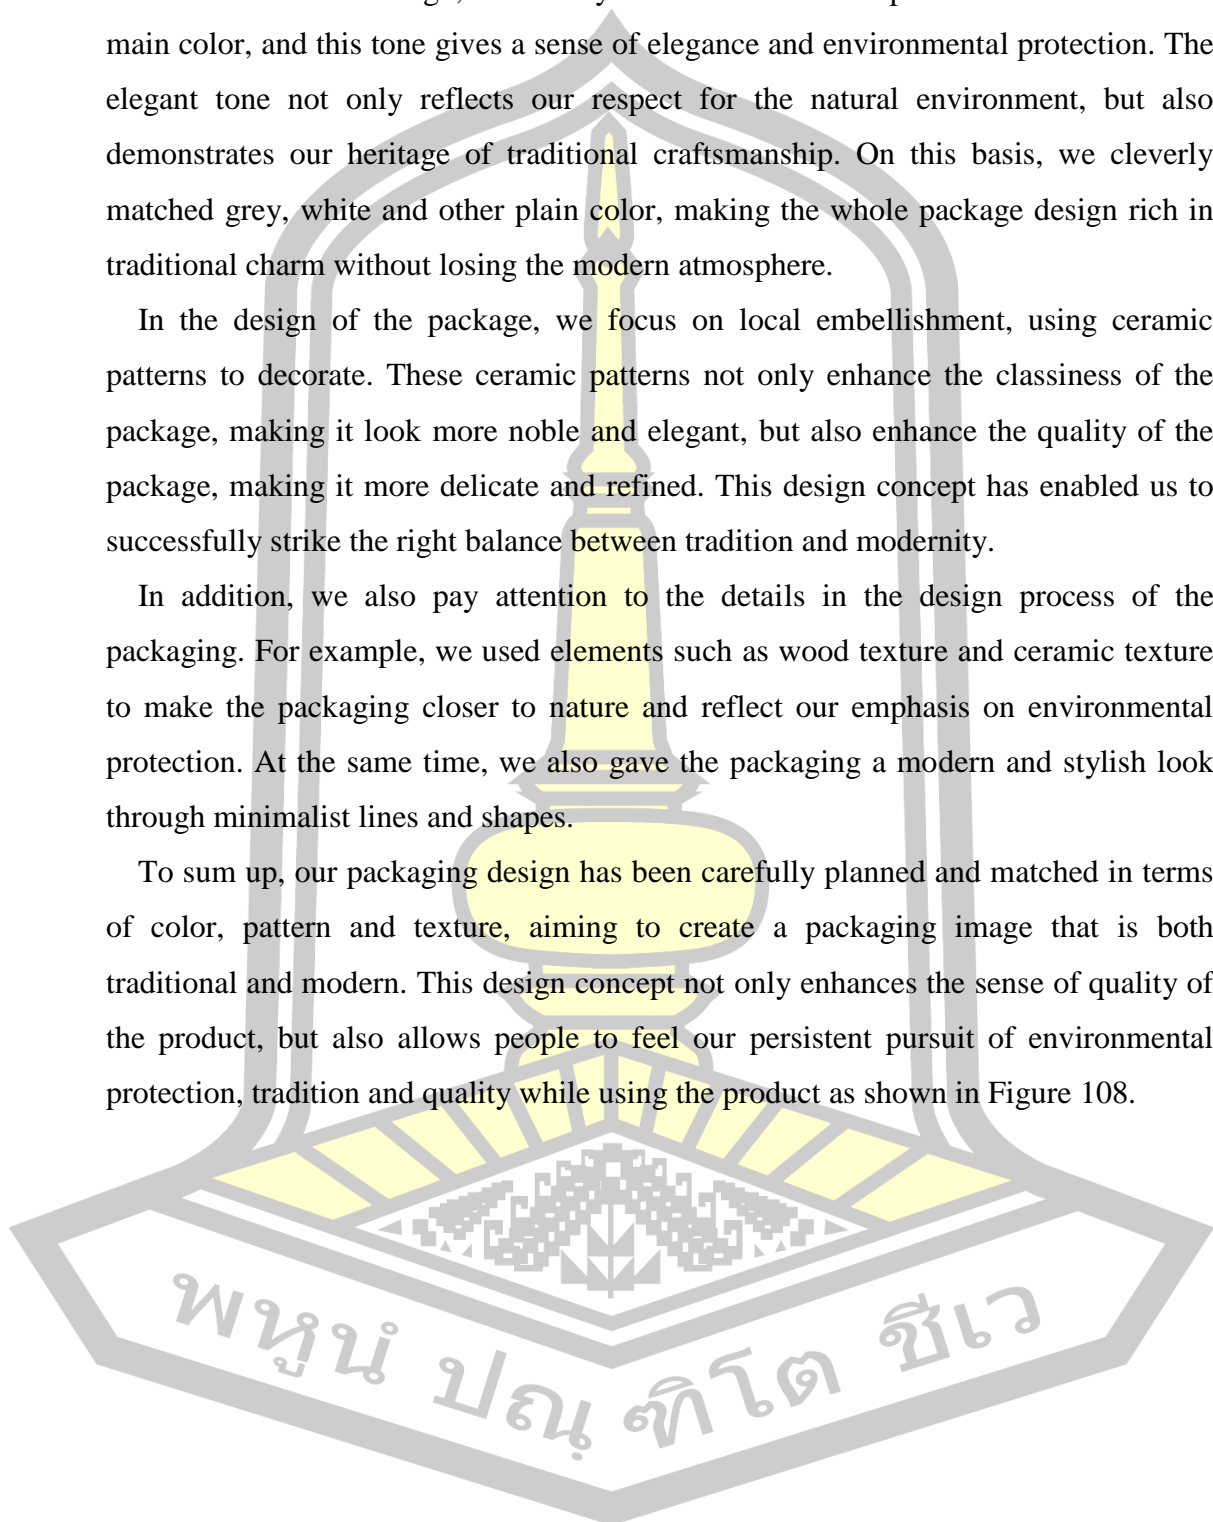 main color, and this tone gives a sense of elegance and environmental protection. The
elegant tone not only reflects our respect for the natural environment, but also
demonstrates our heritage of traditional craftsmanship. On this basis, we cleverly
matched grey, white and other plain color, making the whole package design rich in
traditional charm without losing the modern atmosphere.
In the design of the package, we focus on local embellishment, using ceramic
patterns to decorate. These ceramic patterns not only enhance the classiness of the
package, making it look more noble and elegant, but also enhance the quality of the
package, making it more delicate and refined. This design concept has enabled us to
successfully strike the right balance between tradition and modernity.
In addition, we also pay attention to the details in the design process of the
packaging. For example, we used elements such as wood texture and ceramic texture
to make the packaging closer to nature and reflect our emphasis on environmental
protection. At the same time, we also gave the packaging a modern and stylish look
through minimalist lines and shapes.
To sum up, our packaging design has been carefully planned and matched in terms
of color, pattern and texture, aiming to create a packaging image that is both
traditional and modern. This design concept not only enhances the sense of quality of
the product, but also allows people to feel our persistent pursuit of environmental
protection, tradition and quality while using the product as shown in Figure 108.
พหูนํ ปณฺ ฑิโต ชีเว